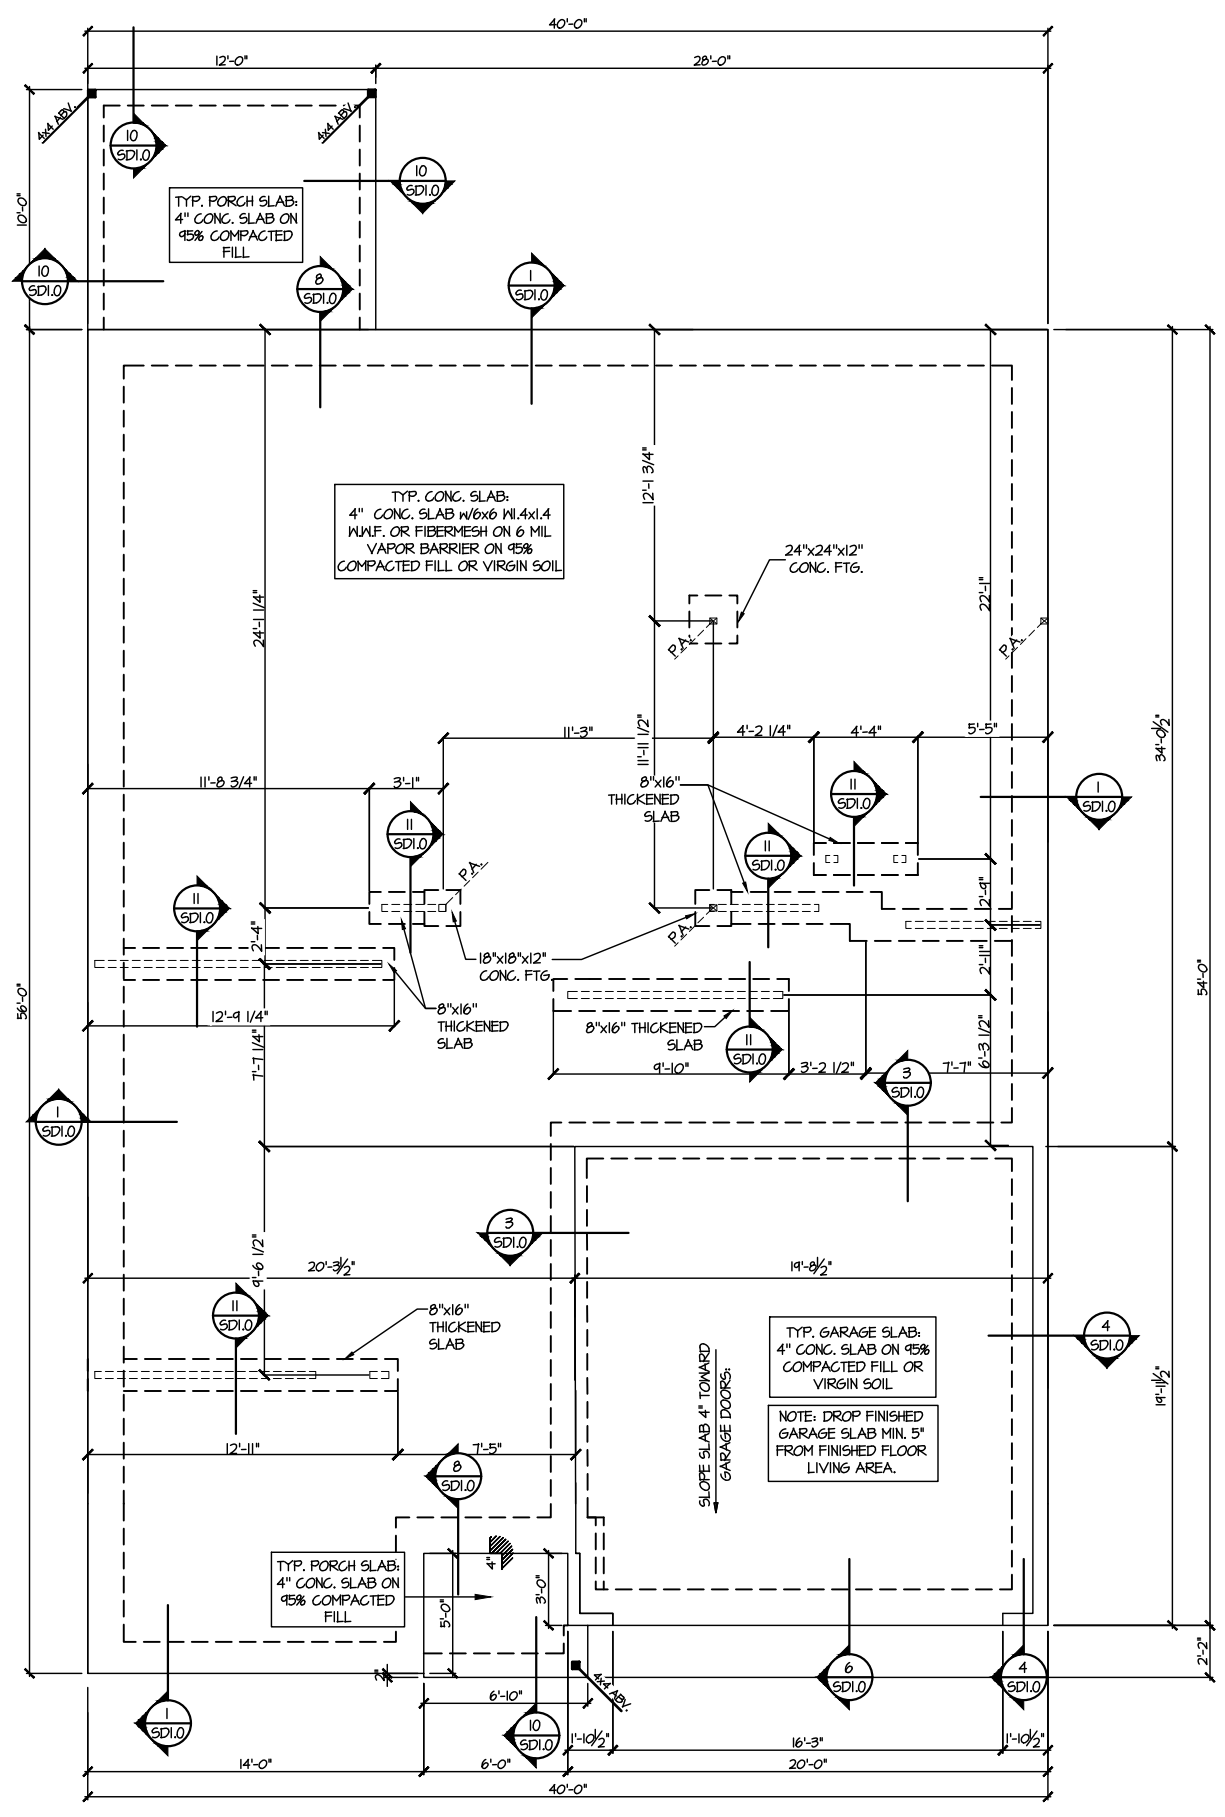 40'-0"
12'-0"
28'-0"
4x4 ABV.
4x4 ABV.
10
SD1.0
10
SD1.0
10'-0"
TYP. PORCH SLAB:
4" CONC. SLAB ON
95% COMPACTED
FILL
10
SD1.0
8
SD1.0
1
SD1.0
12'-1 3/4"
TYP. CONC. SLAB:
4" CONC. SLAB w/6x6 W1.4x1.4
W.W.F. OR FIBERMESH ON 6 MIL
VAPOR BARRIER ON 95%
COMPACTED FILL OR VIRGIN SOIL
24"x24"x12"
CONC. FTG.
24'-1 1/4"
22'-1"
P.A.
P.A.
11'-3"
11'-11 1/2"
4'-2 1/4"
4'-4"
5'-5"
34'-0 1/2"
11'-8 3/4"
3'-1"
8"x16"
THICKENED
SLAB
11
SD1.0
1
SD1.0
11
SD1.0
11
SD1.0
P.A.
11
SD1.0
2'-9"
2'-4"
P.A.
18"x18"x12"
CONC. FTG.
2'-11"
56'-0"
54'-0"
12'-9 1/4"
8"x16"
THICKENED
SLAB
8"x16" THICKENED
SLAB
11
SD1.0
7'-7 1/4"
6'-3 1/2"
9'-10"
3'-2 1/2"
3
SD1.0
7'-7"
1
SD1.0
3
SD1.0
9'-6 1/2"
20'-3 1/2"
19'-8 1/2"
11
SD1.0
8"x16"
THICKENED
SLAB
4
SD1.0
TYP. GARAGE SLAB:
4" CONC. SLAB ON 95%
COMPACTED FILL OR
VIRGIN SOIL
19'-11 1/2"
SLOPE SLAB 4" TOWARD
GARAGE DOORS:
NOTE: DROP FINISHED
GARAGE SLAB MIN. 5"
FROM FINISHED FLOOR
LIVING AREA.
12'-11"
7'-5"
8
SD1.0
4"
TYP. PORCH SLAB:
4" CONC. SLAB ON
95% COMPACTED
FILL
5'-0"
3'-0"
2'-2"
2"
6
SD1.0
4
SD1.0
4x4 ABV.
6'-10"
1
SD1.0
10
SD1.0
1'-10 1/2"
16'-3"
1'-10 1/2"
14'-0"
6'-0"
20'-0"
40'-0"